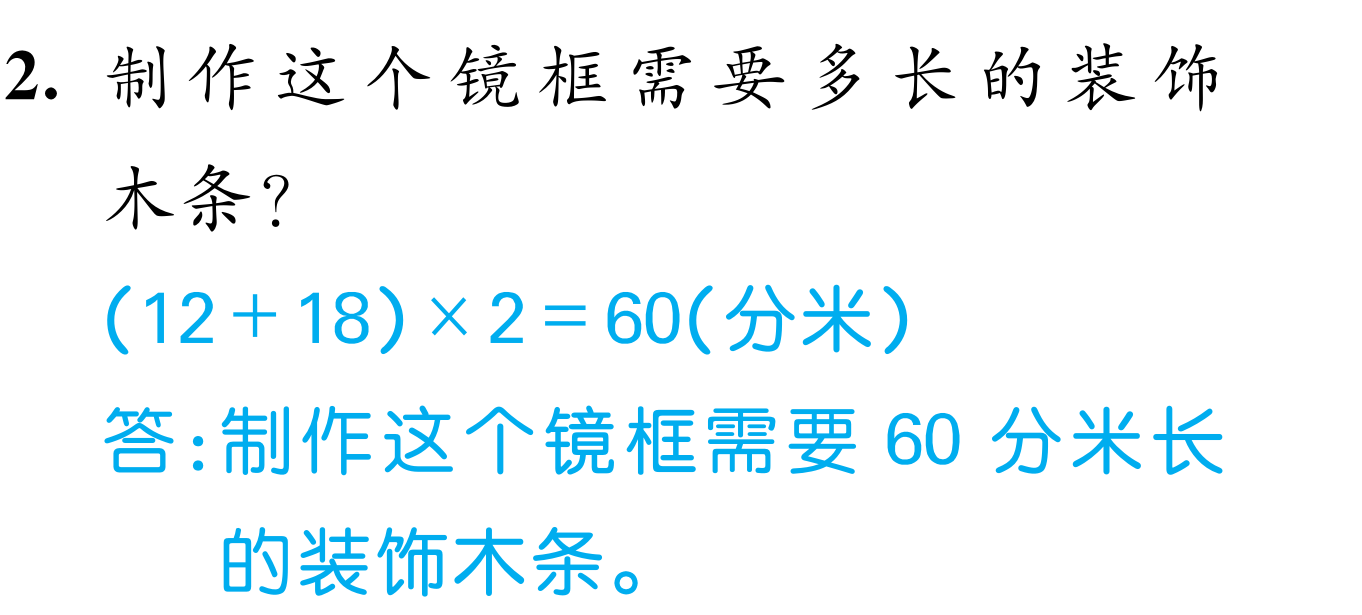 2. 制作这个镜框需要多长的装饰
木条?
(12+18)×2=60(分米)
答:制作这个镜框需要 60 分米长
的装饰木条。